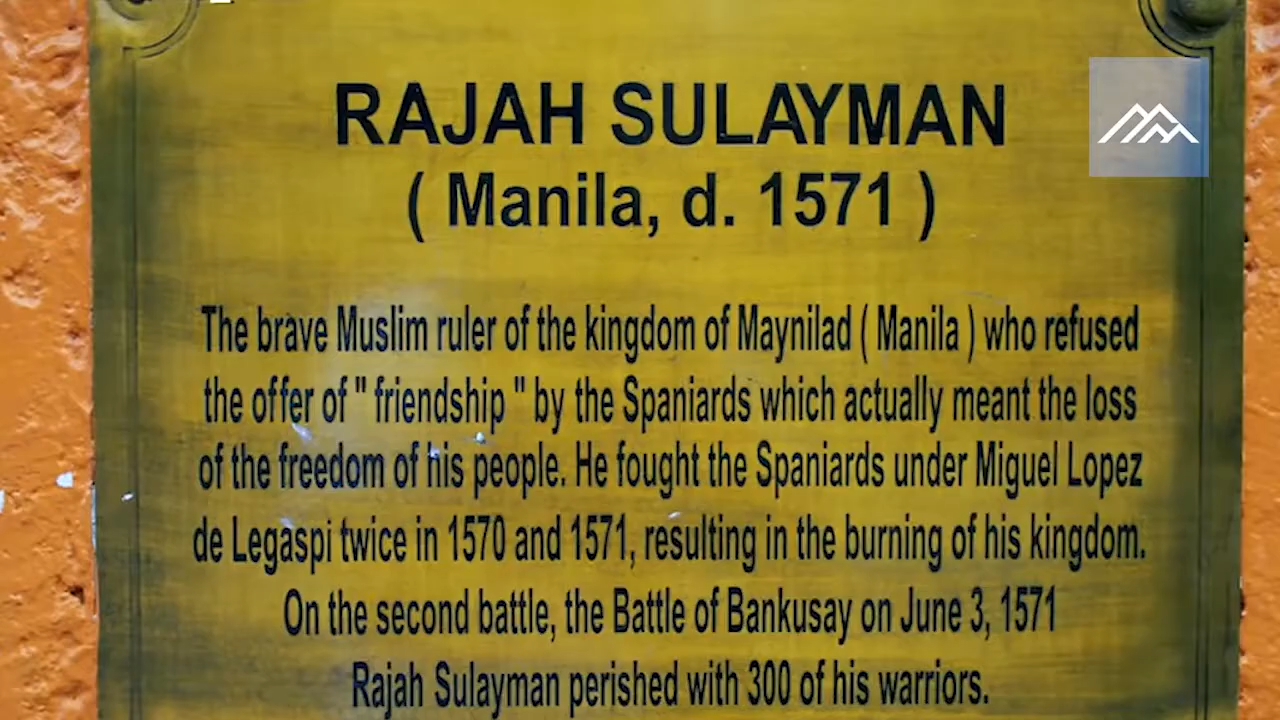 RAJAH SULAYMAN
( Manila, d. 1571 )
The brave Muslim ruler of the kingdom of Maynilad ( Manila ) who refused
the offer of " friendship " by the Spaniards which actually meant the loss
of the freedom of his people. He fought the Spaniards under Miguel Lopez
de Legaspi twice in 1570 and 1571, resulting in the burning of his kingdom.
On the second battle, the Battle of Bankusay on June 3, 1571
Rajah Sulayman perished with 300 of his warriors.